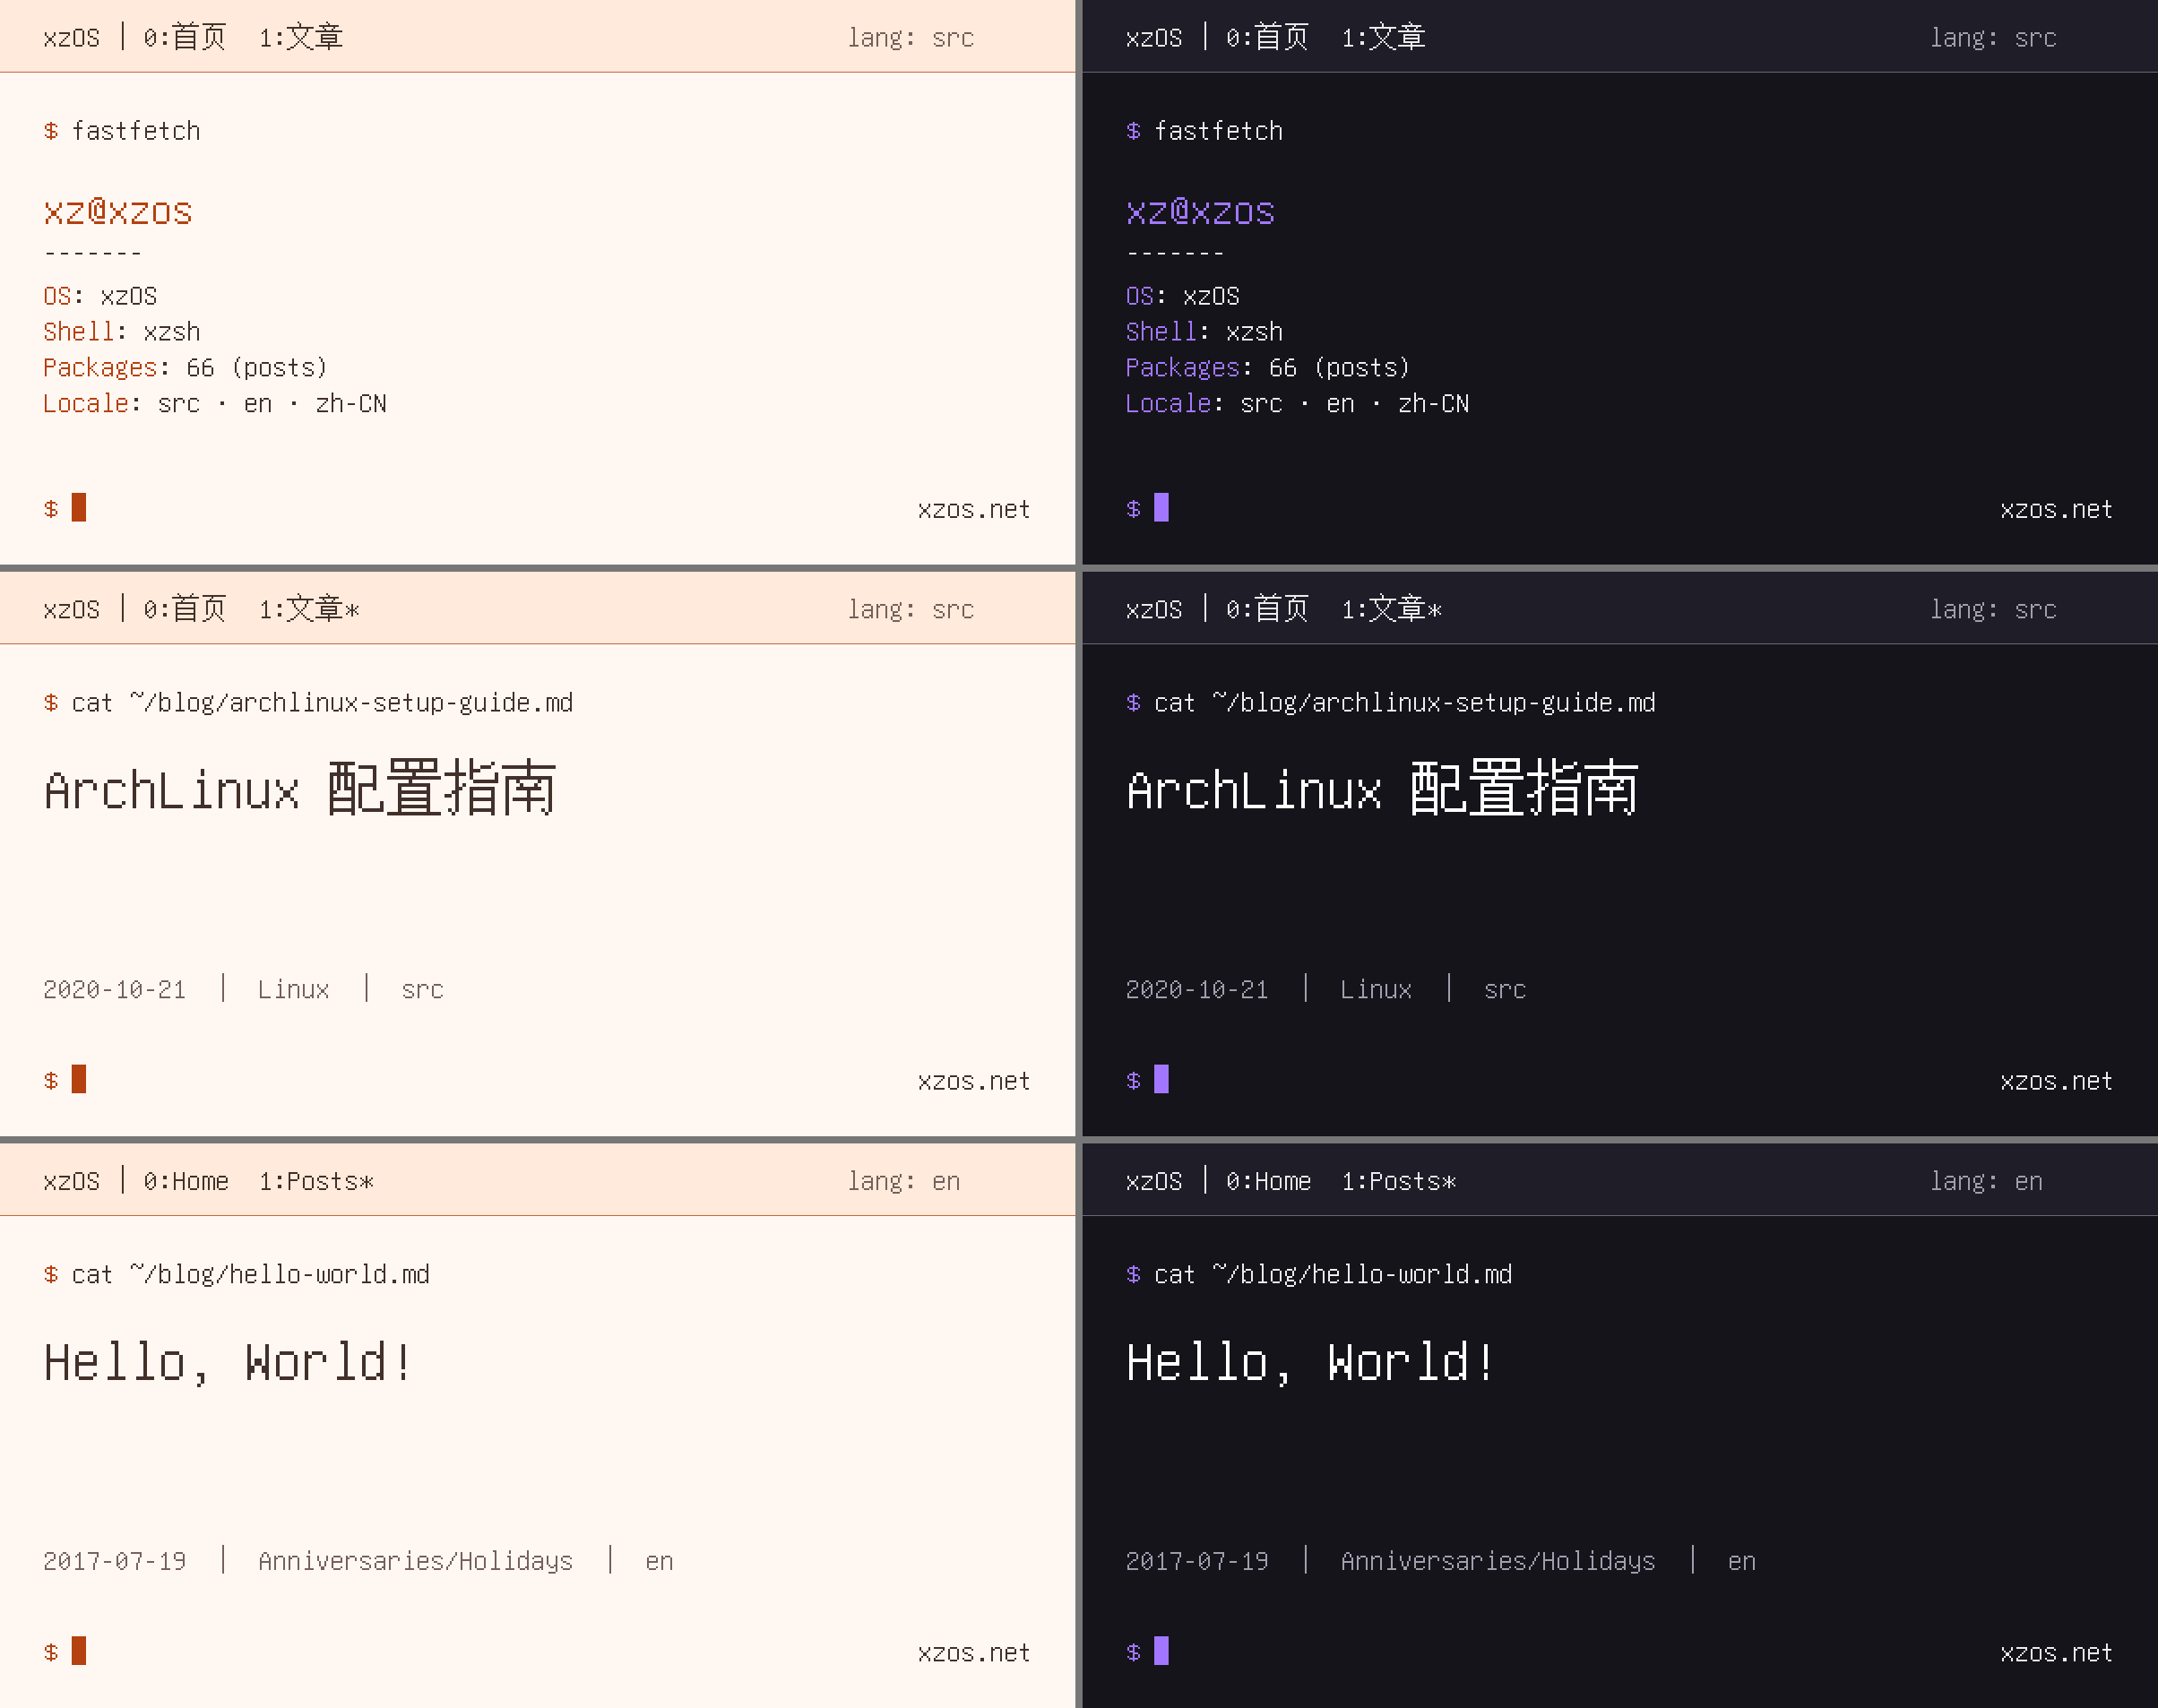 xzOS | 0:首页 1:文章 lang: src
$ fastfetch
xz@xzos
-------
OS: xzOS
Shell: xzsh
Packages: 66 (posts)
Locale: src · en · zh-CN
$ xzos.net
xzOS | 0:首页 1:文章 lang: src
$ fastfetch
xz@xzos
-------
OS: xzOS
Shell: xzsh
Packages: 66 (posts)
Locale: src · en · zh-CN
$ xzos.net
xzOS | 0:首页 1:文章* lang: src
$ cat ~/blog/archlinux-setup-guide.md
ArchLinux 配置指南
2020-10-21 | Linux | src
$ xzos.net
xzOS | 0:首页 1:文章* lang: src
$ cat ~/blog/archlinux-setup-guide.md
ArchLinux 配置指南
2020-10-21 | Linux | src
$ xzos.net
xzOS | 0:Home 1:Posts* lang: en
$ cat ~/blog/hello-world.md
Hello, World!
2017-07-19 | Anniversaries/Holidays | en
$ xzos.net
xzOS | 0:Home 1:Posts* lang: en
$ cat ~/blog/hello-world.md
Hello, World!
2017-07-19 | Anniversaries/Holidays | en
$ xzos.net